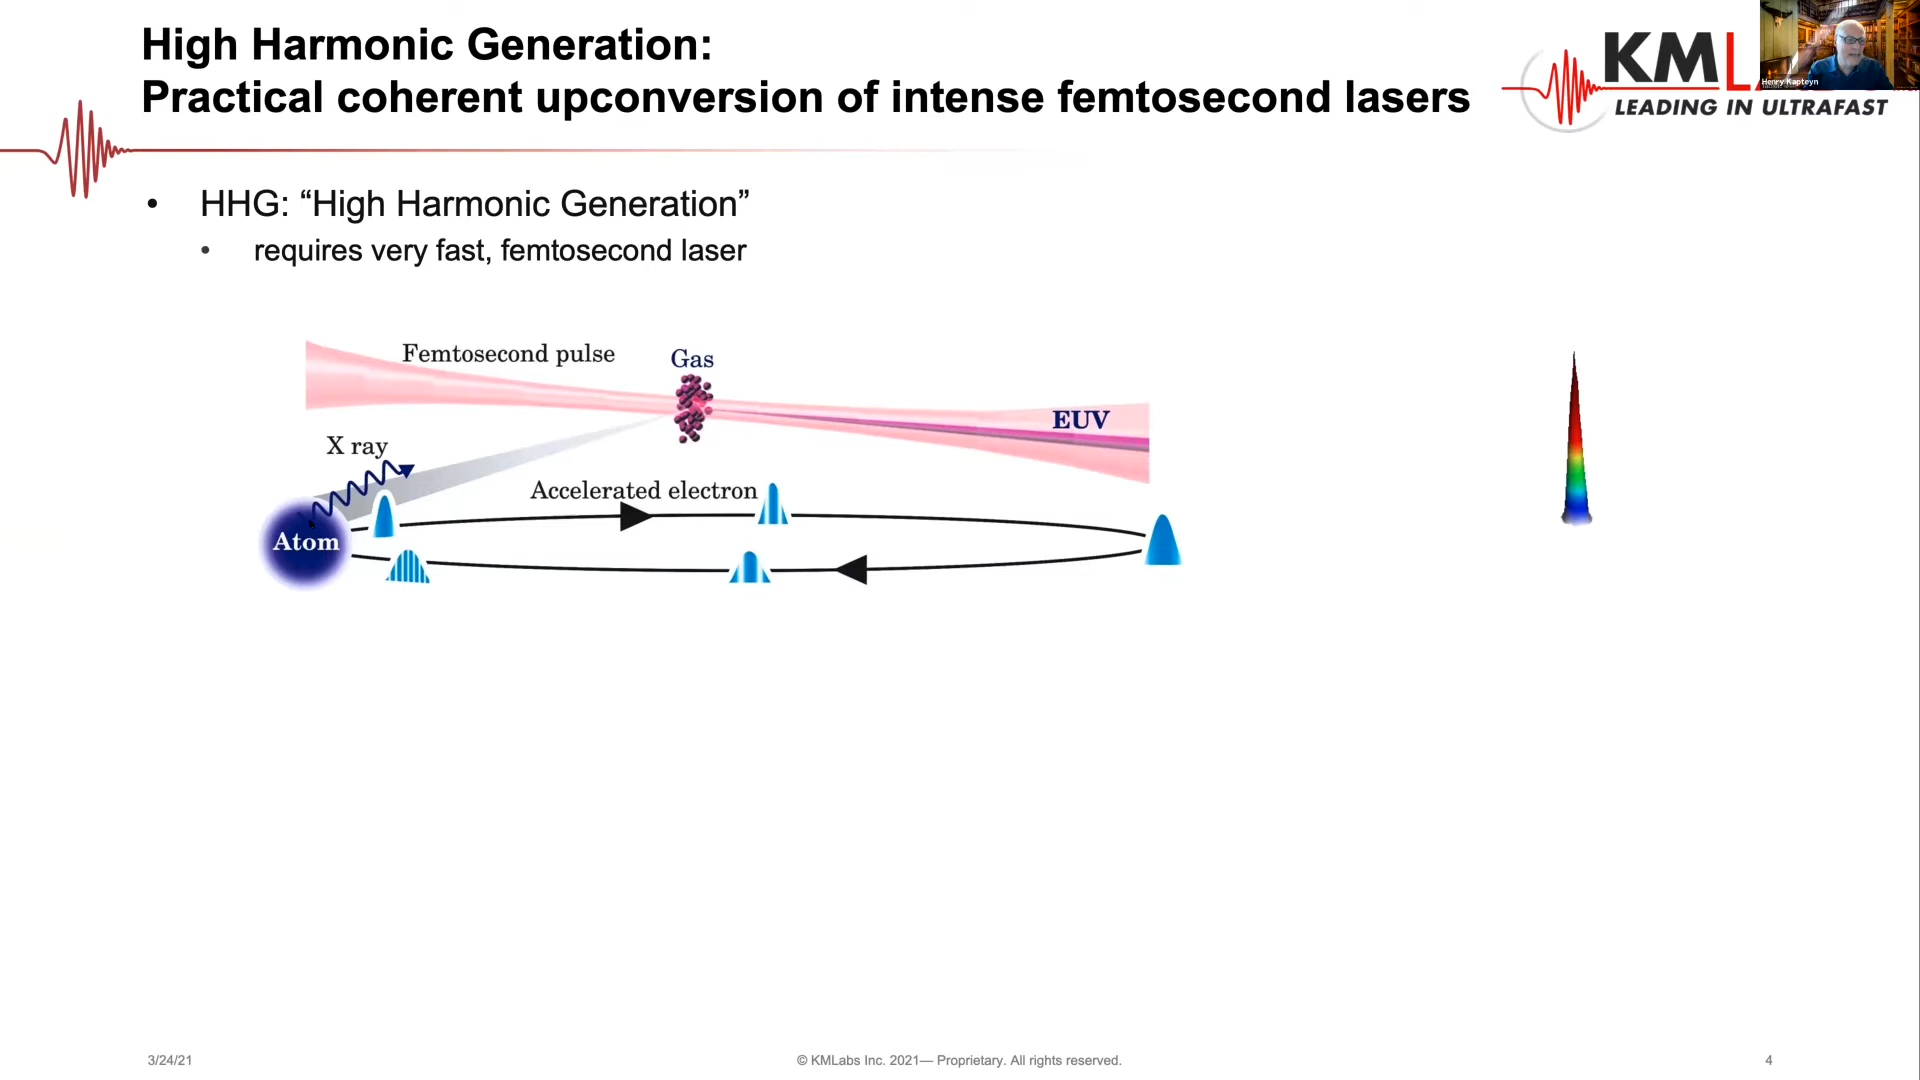 High Harmonic Generation:
Practical coherent upconversion of intense femtosecond lasers
KML
LEADING IN ULTRAFAST
Henry Kapteyn
• HHG: “High Harmonic Generation”
• requires very fast, femtosecond laser
Femtosecond pulse
Gas
EUV
X ray
Accelerated electron
Atom
3/24/21
© KMLabs Inc. 2021— Proprietary. All rights reserved.
4